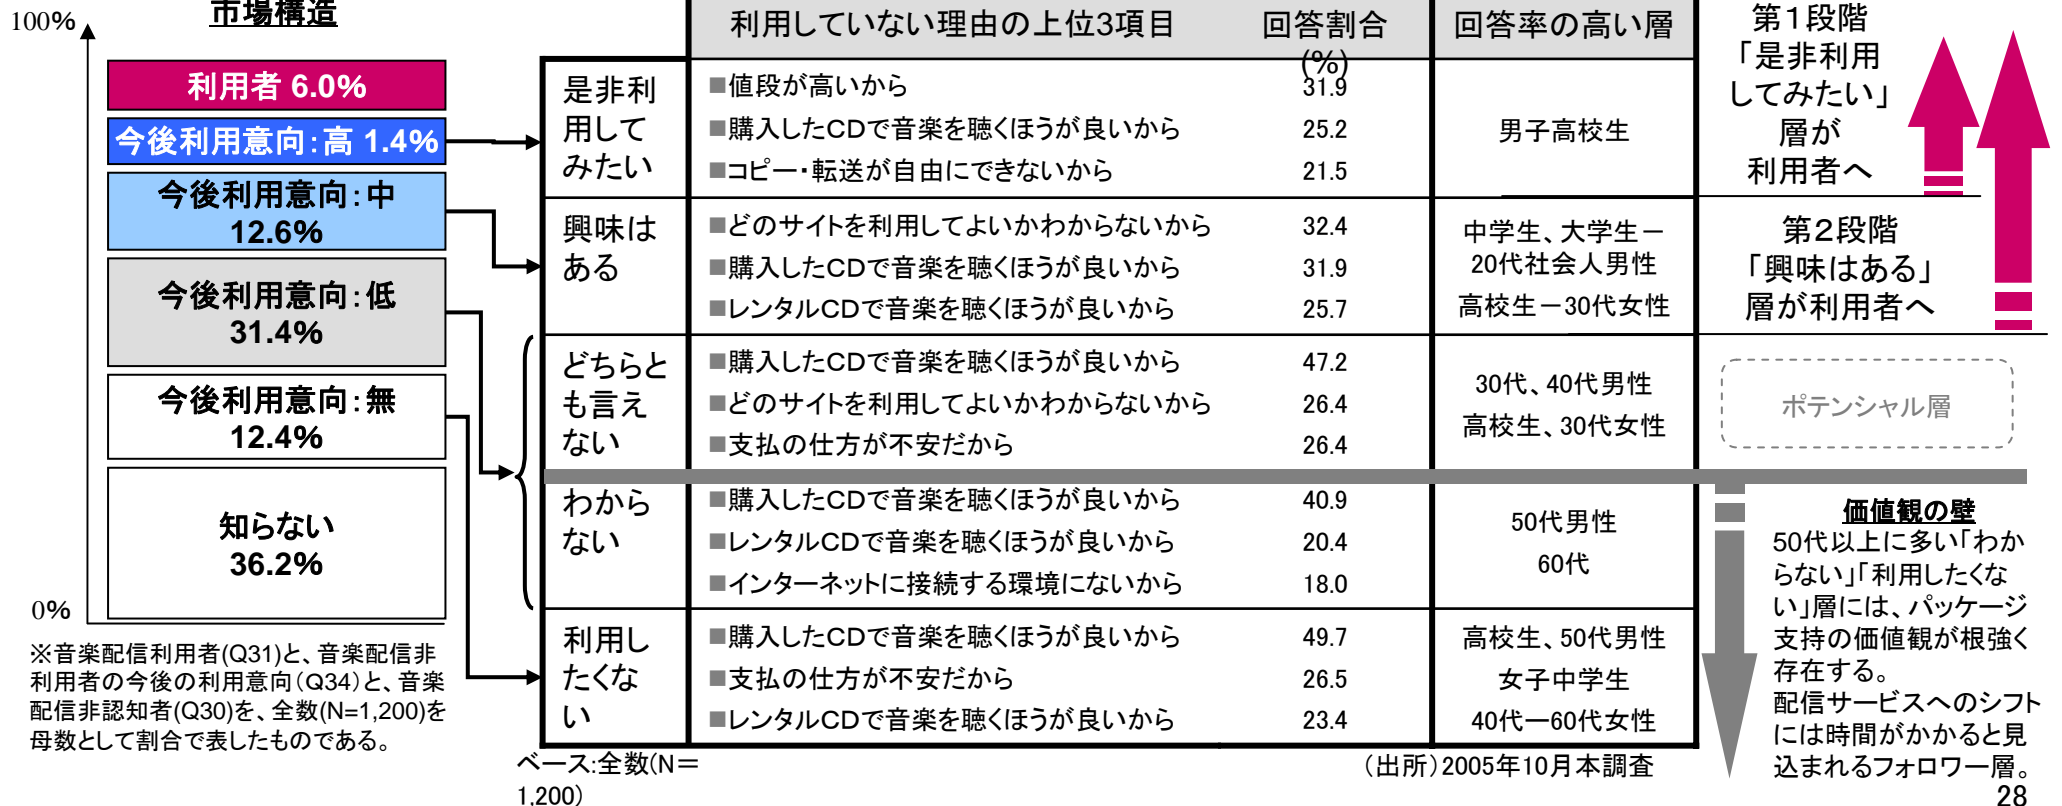 市場構造
100%
利用者 6.0%
今後利用意向：高 1.4%
今後利用意向：中
12.6%
今後利用意向：低
31.4%
今後利用意向：無
12.4%
知らない
36.2%
0%
※音楽配信利用者(Q31)と、音楽配信非
利用者の今後の利用意向（Q34）と、音楽
配信非認知者(Q30)を、全数(N=1,200)を
母数として割合で表したものである。
利用していない理由の上位3項目
回答割合
(%)
回答率の高い層
是非利
用して
みたい
■値段が高いから 31.9
■購入したCDで音楽を聴くほうが良いから 25.2
■コピー・転送が自由にできないから 21.5
男子高校生
興味は
ある
■どのサイトを利用してよいかわからないから 32.4
■購入したCDで音楽を聴くほうが良いから 31.9
■レンタルCDで音楽を聴くほうが良いから 25.7
中学生、大学生－
20代社会人男性
高校生－30代女性
どちらと
も言え
ない
■購入したCDで音楽を聴くほうが良いから 47.2
■どのサイトを利用してよいかわからないから 26.4
■支払の仕方が不安だから 26.4
30代、40代男性
高校生、30代女性
わから
ない
■購入したCDで音楽を聴くほうが良いから 40.9
■レンタルCDで音楽を聴くほうが良いから 20.4
■インターネットに接続する環境にないから 18.0
50代男性
60代
利用し
たくな
い
■購入したCDで音楽を聴くほうが良いから 49.7
■支払の仕方が不安だから 26.5
■レンタルCDで音楽を聴くほうが良いから 23.4
高校生、50代男性
女子中学生
40代ー60代女性
ベース:全数(N＝
1,200)
（出所）2005年10月本調査
第１段階
「是非利用
してみたい」
層が
利用者へ
第２段階
「興味はある」
層が利用者へ
ポテンシャル層
価値観の壁
50代以上に多い「わか
らない」「利用したくな
い」層には、パッケージ
支持の価値観が根強く
存在する。
配信サービスへのシフト
には時間がかかると見
込まれるフォロワー層。
28